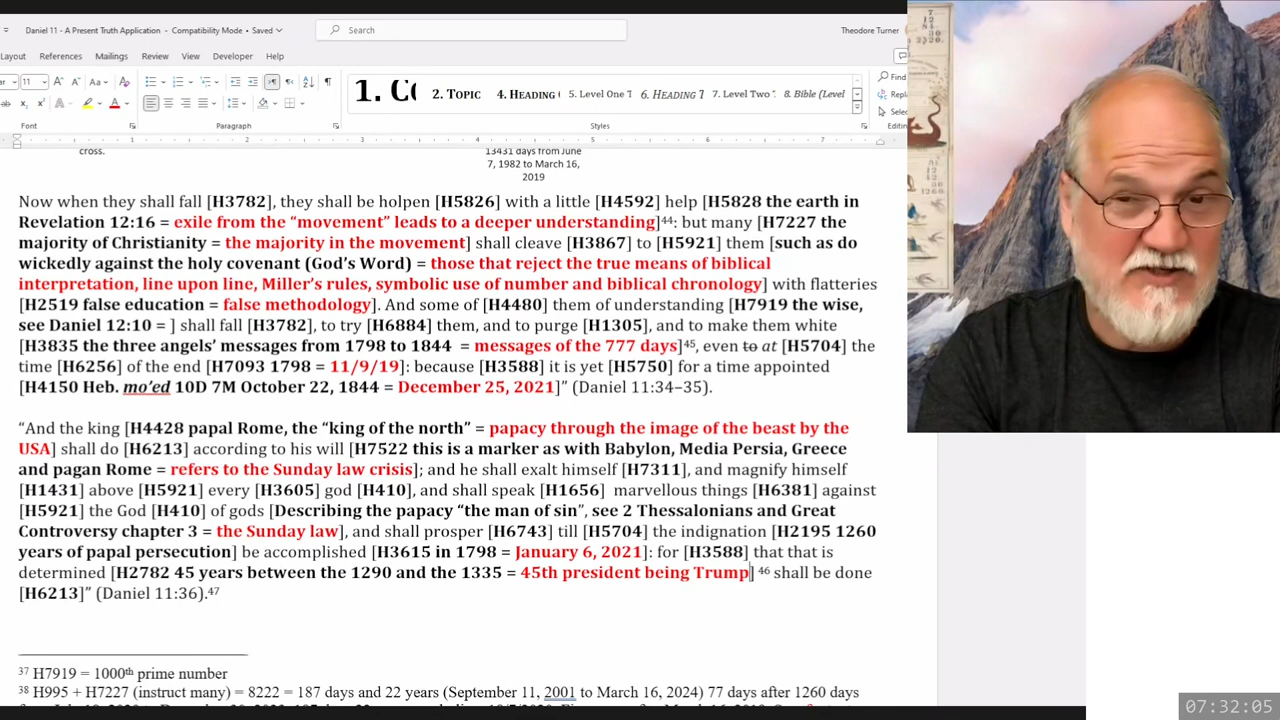 Daniel 11 - A Present Truth Application - Compatibility Mode • Saved
Search
Theodore Turner
Layout References Mailings Review View Developer Help
11 A A Aa
1. Co 2. Topic 4. Heading 5. Level One 6. Heading 7. Level Two 8. Bible (Level
Find
Repla
Selec
Font Paragraph Styles Editing
1 2 3 4 5 6 7
cross.
13431 days from June
7, 1982 to March 16,
2019
Now when they shall fall [H3782], they shall be holpen [H5826] with a little [H4592] help [H5828 the earth in
Revelation 12:16 = exile from the “movement” leads to a deeper understanding]44: but many [H7227 the
majority of Christianity = the majority in the movement] shall cleave [H3867] to [H5921] them [such as do
wickedly against the holy covenant (God’s Word) = those that reject the true means of biblical
interpretation, line upon line, Miller’s rules, symbolic use of number and biblical chronology] with flatteries
[H2519 false education = false methodology]. And some of [H4480] them of understanding [H7919 the wise,
see Daniel 12:10 = ] shall fall [H3782], to try [H6884] them, and to purge [H1305], and to make them white
[H3835 the three angels’ messages from 1798 to 1844 = messages of the 777 days]45, even to at [H5704] the
time [H6256] of the end [H7093 1798 = 11/9/19]: because [H3588] it is yet [H5750] for a time appointed
[H4150 Heb. mo’ed 10D 7M October 22, 1844 = December 25, 2021]” (Daniel 11:34–35).
“And the king [H4428 papal Rome, the “king of the north” = papacy through the image of the beast by the
USA] shall do [H6213] according to his will [H7522 this is a marker as with Babylon, Media Persia, Greece
and pagan Rome = refers to the Sunday law crisis]; and he shall exalt himself [H7311], and magnify himself
[H1431] above [H5921] every [H3605] god [H410], and shall speak [H1656] marvellous things [H6381] against
[H5921] the God [H410] of gods [Describing the papacy “the man of sin”, see 2 Thessalonians and Great
Controversy chapter 3 = the Sunday law], and shall prosper [H6743] till [H5704] the indignation [H2195 1260
years of papal persecution] be accomplished [H3615 in 1798 = January 6, 2021]: for [H3588] that that is
determined [H2782 45 years between the 1290 and the 1335 = 45th president being Trump] 46 shall be done
[H6213]” (Daniel 11:36).47
37 H7919 = 1000th prime number
38 H995 + H7227 (instruct many) = 8222 = 187 days and 22 years (September 11, 2001 to March 16, 2024) 77 days after 1260 days
07:32:05